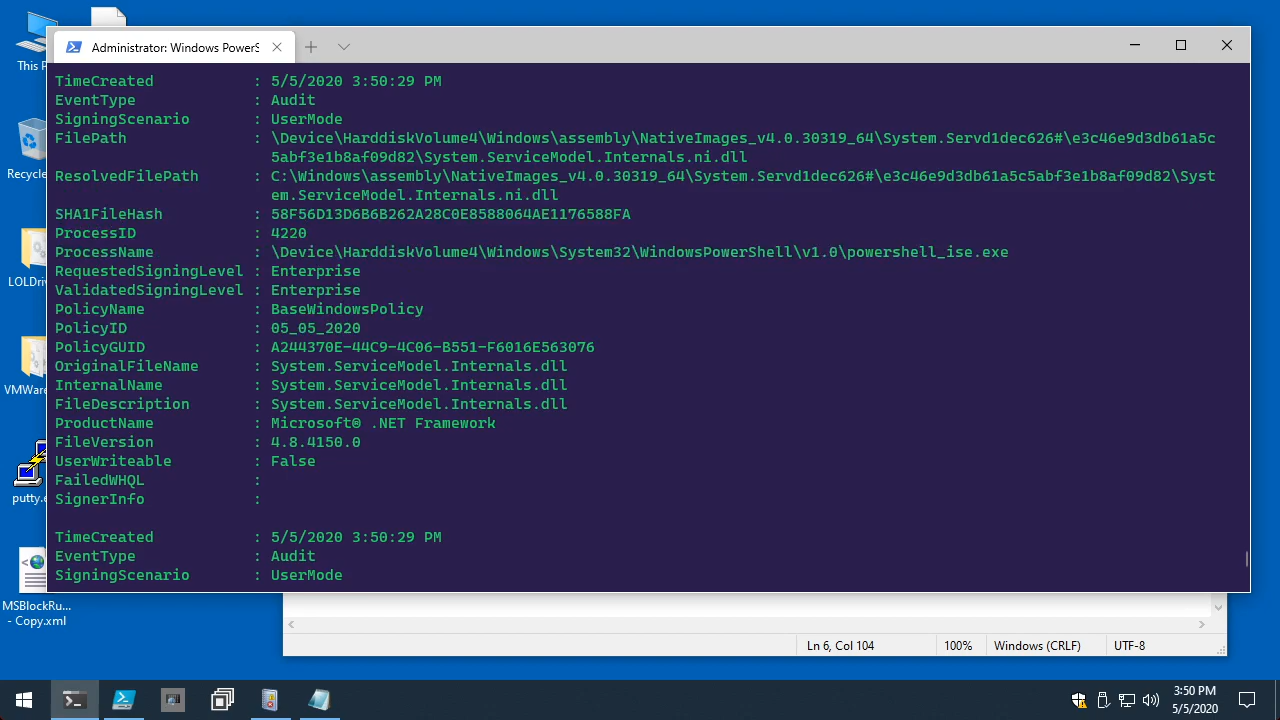 This P
Recycle
LOLDriv
VMWare
putty.e
MSBlockRu...
- Copy.xml
Administrator: Windows PowerS
TimeCreated : 5/5/2020 3:50:29 PM
EventType : Audit
SigningScenario : UserMode
FilePath : \Device\HarddiskVolume4\Windows\assembly\NativeImages_v4.0.30319_64\System.Servd1dec626#\e3c46e9d3db61a5c
5abf3e1b8af09d82\System.ServiceModel.Internals.ni.dll
ResolvedFilePath : C:\Windows\assembly\NativeImages_v4.0.30319_64\System.Servd1dec626#\e3c46e9d3db61a5c5abf3e1b8af09d82\Syst
em.ServiceModel.Internals.ni.dll
SHA1FileHash : 58F56D13D6B6B262A28C0E8588064AE1176588FA
ProcessID : 4220
ProcessName : \Device\HarddiskVolume4\Windows\System32\WindowsPowerShell\v1.0\powershell_ise.exe
RequestedSigningLevel : Enterprise
ValidatedSigningLevel : Enterprise
PolicyName : BaseWindowsPolicy
PolicyID : 05_05_2020
PolicyGUID : A244370E-44C9-4C06-B551-F6016E563076
OriginalFileName : System.ServiceModel.Internals.dll
InternalName : System.ServiceModel.Internals.dll
FileDescription : System.ServiceModel.Internals.dll
ProductName : Microsoft® .NET Framework
FileVersion : 4.8.4150.0
UserWriteable : False
FailedWHQL :
SignerInfo :
TimeCreated : 5/5/2020 3:50:29 PM
EventType : Audit
SigningScenario : UserMode
Ln 6, Col 104 100% Windows (CRLF) UTF-8
3:50 PM
5/5/2020